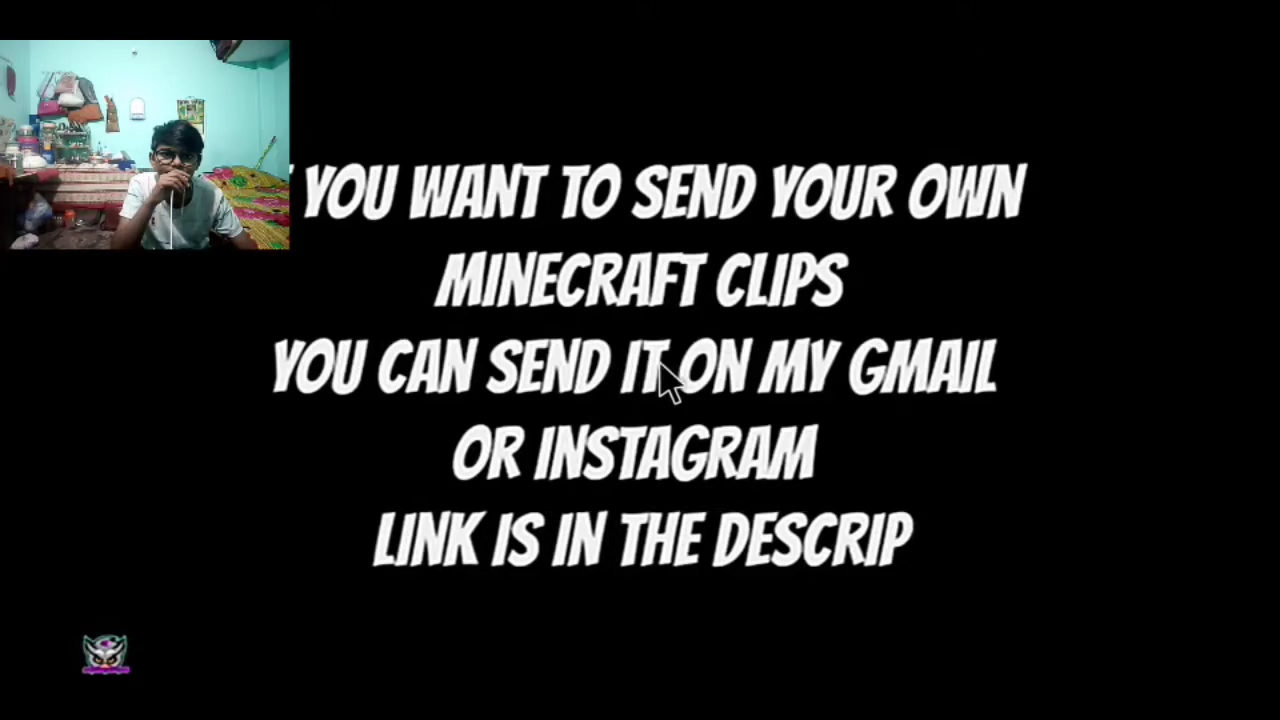 YOU WANT TO SEND YOUR OWN
MINECRAFT CLIPS
YOU CAN SEND IT ON MY GMAIL
OR INSTAGRAM
LINK IS IN THE DESCRIP